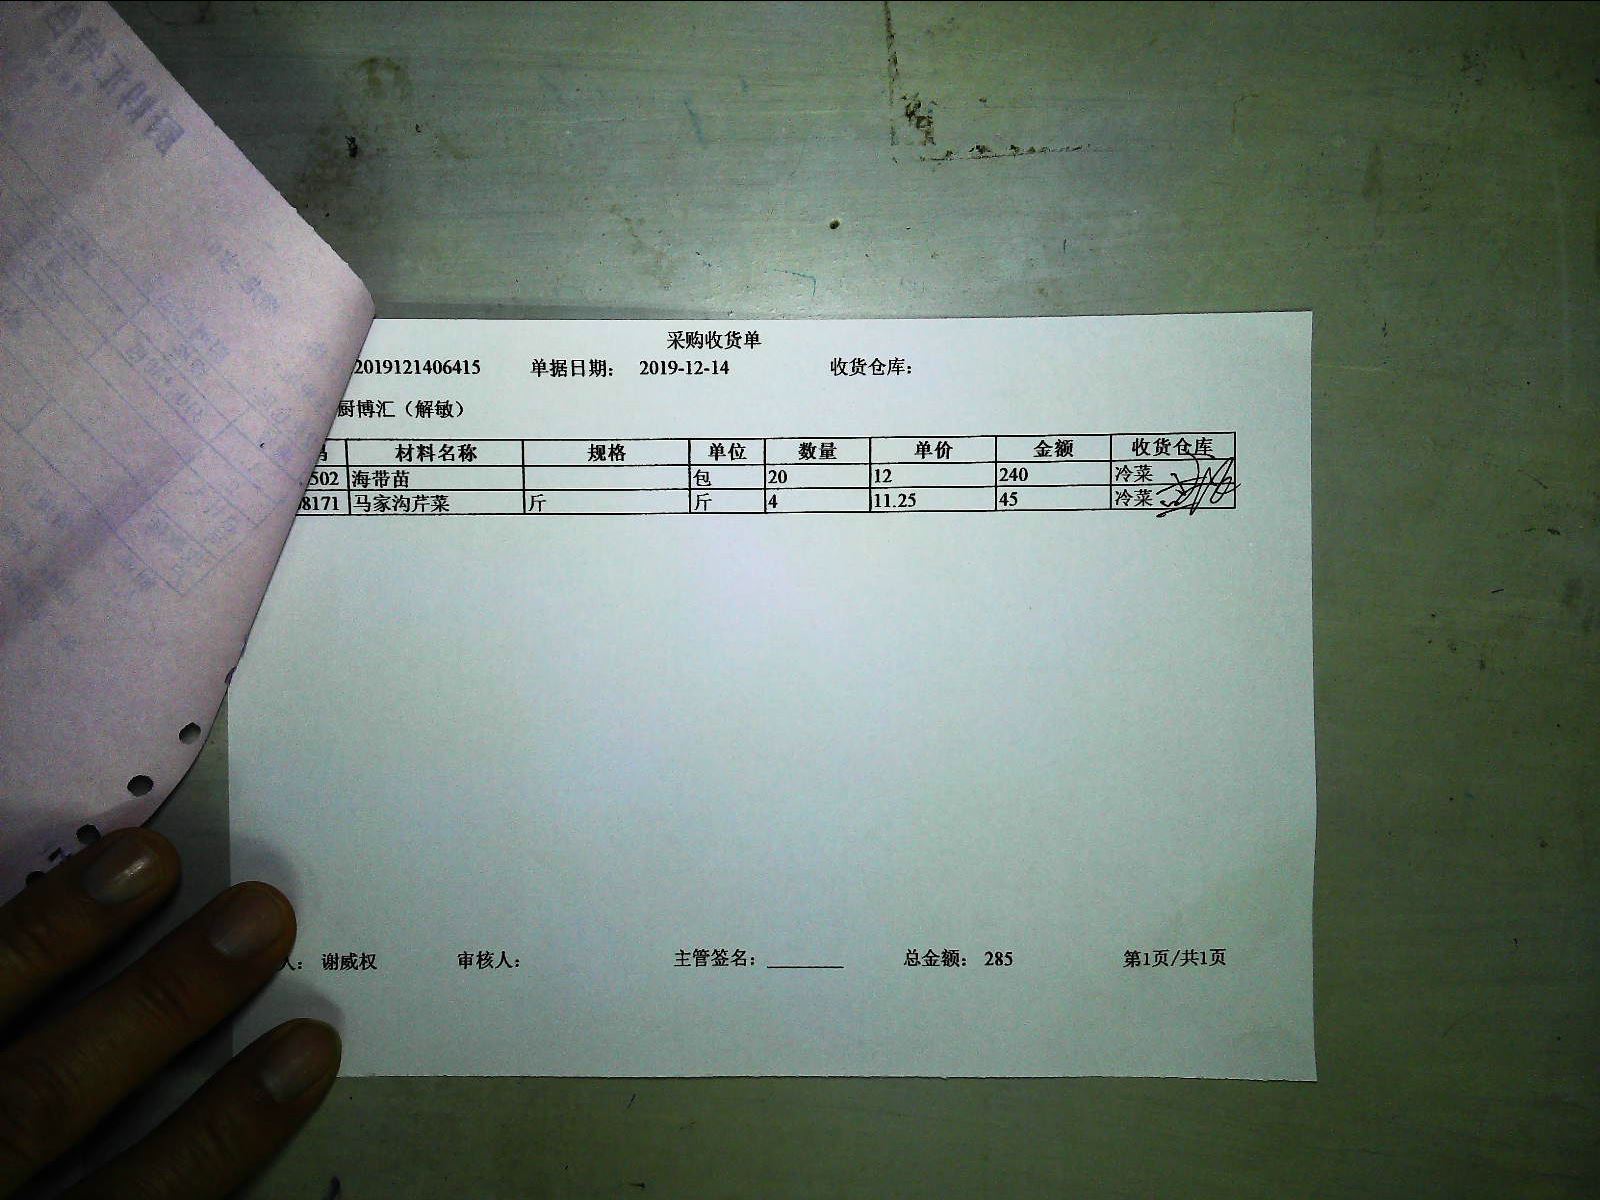 采购收货单
2019121406415 单据日期： 2019-12-14 收货仓库：
厨博汇（解敏）
码 材料名称 规格 单位 数量 单价 金额 收货仓库
502 海带苗 包 20 12 240 冷菜
8171 马家沟芹菜 斤 斤 4 11.25 45 冷菜
人： 谢威权 审核人： 主管签名：________ 总金额： 285 第1页/共1页